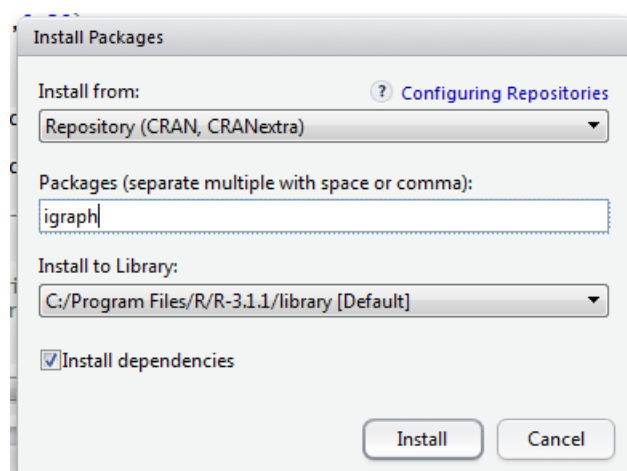 Install Packages
Install from:
? Configuring Repositories
Repository (CRAN, CRANextra)
Packages (separate multiple with space or comma):
igraph
Install to Library:
C:/Program Files/R/R-3.1.1/library [Default]
Install dependencies
Install
Cancel